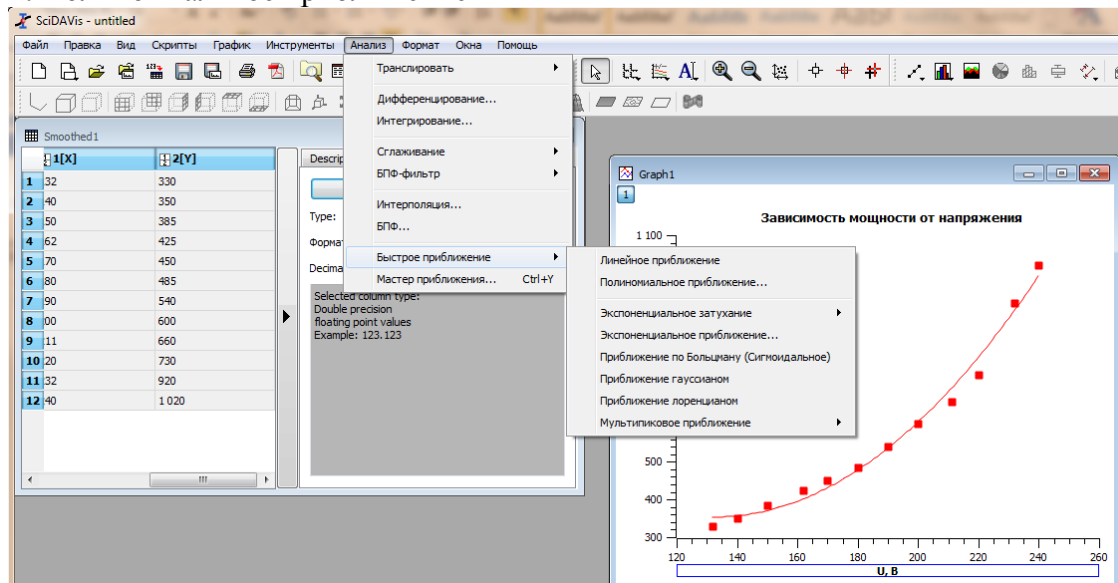 SciDAVis - untitled
Файл Правка Вид Скрипты График Инструменты Анализ Формат Окна Помощь
Транслировать
Дифференцирование...
Интегрирование...
Сглаживание
БПФ-фильтр
Интерполяция...
БПФ...
Быстрое приближение
Мастер приближения... Ctrl+Y
Линейное приближение
Полиномиальное приближение...
Экспоненциальное затухание
Экспоненциальное приближение...
Приближение по Больцману (Сигмоидальное)
Приближение гауссианом
Приближение лоренцианом
Мультипиковое приближение
Smoothed1
1[X] 2[Y]
1 32 330
2 40 350
3 50 385
4 62 425
5 70 450
6 80 485
7 90 540
8 00 600
9 11 660
10 20 730
11 32 920
12 40 1 020
Descrip
Type:
Формат
Decima
Selected column type:
Double precision
floating point values
Example: 123.123
Graph1
1
Зависимость мощности от напряжения
1 100
500
400
300
120 140 160 180 200 220 240 260
U, В